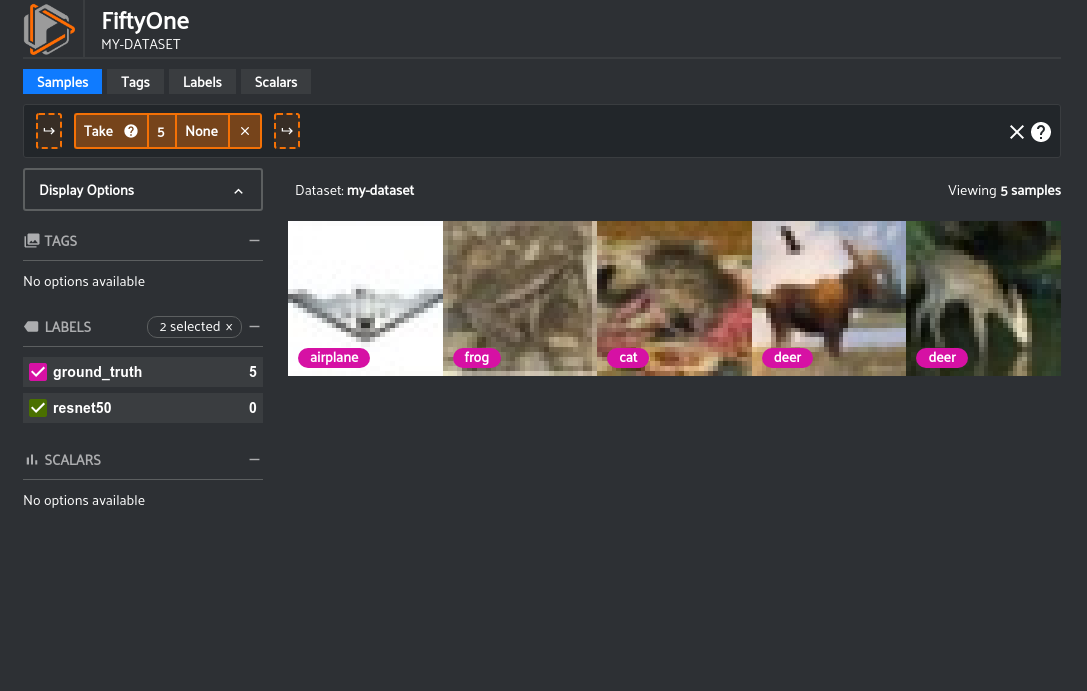 FiftyOne
MY-DATASET
Samples Tags Labels Scalars
Take ? 5 None ×
Display Options
Dataset: my-dataset
Viewing 5 samples
TAGS
No options available
LABELS 2 selected ×
ground_truth 5
resnet50 0
SCALARS
No options available
airplane frog cat deer deer